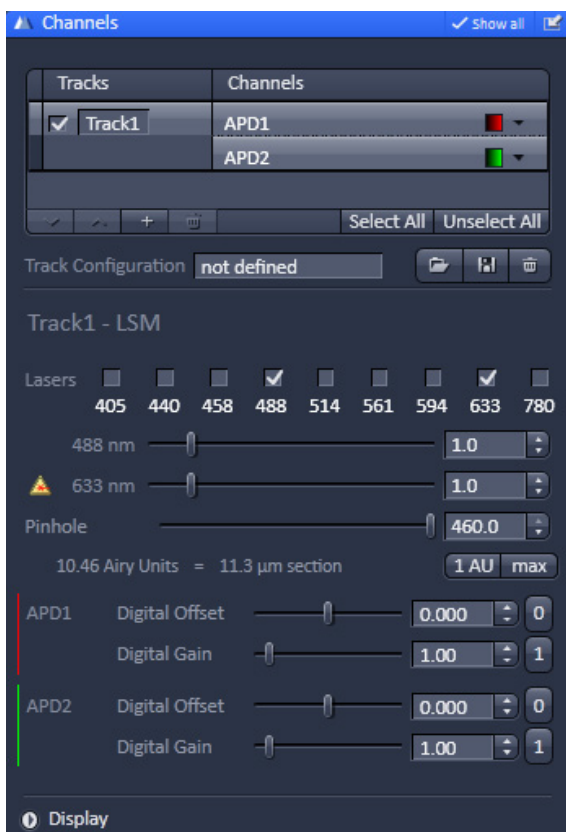 Channels Show all
Tracks Channels
Track1 APD1
APD2
+ Select All Unselect All
Track Configuration not defined
Track1 - LSM
Lasers
405 440 458 488 514 561 594 633 780
488 nm 1.0
633 nm 1.0
Pinhole 460.0
10.46 Airy Units = 11.3 µm section 1 AU max
APD1 Digital Offset 0.000 0
Digital Gain 1.00 1
APD2 Digital Offset 0.000 0
Digital Gain 1.00 1
Display